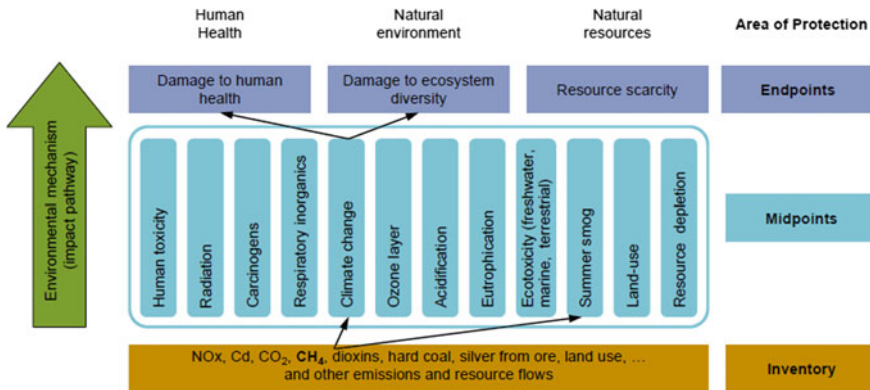 Human
Health
Natural
environment
Natural
resources
Area of Protection
Damage to human
health
Damage to ecosystem
diversity
Resource scarcity
Endpoints
Environmental mechanism
(impact pathway)
Human toxicity
Radiation
Carcinogens
Respiratory inorganics
Climate change
Ozone layer
Acidification
Eutrophication
Ecotoxicity (freshwater,
marine, terrestrial)
Summer smog
Land-use
Resource depletion
Midpoints
NOx, Cd, CO₂, CH₄, dioxins, hard coal, silver from ore, land use, ...
and other emissions and resource flows
Inventory